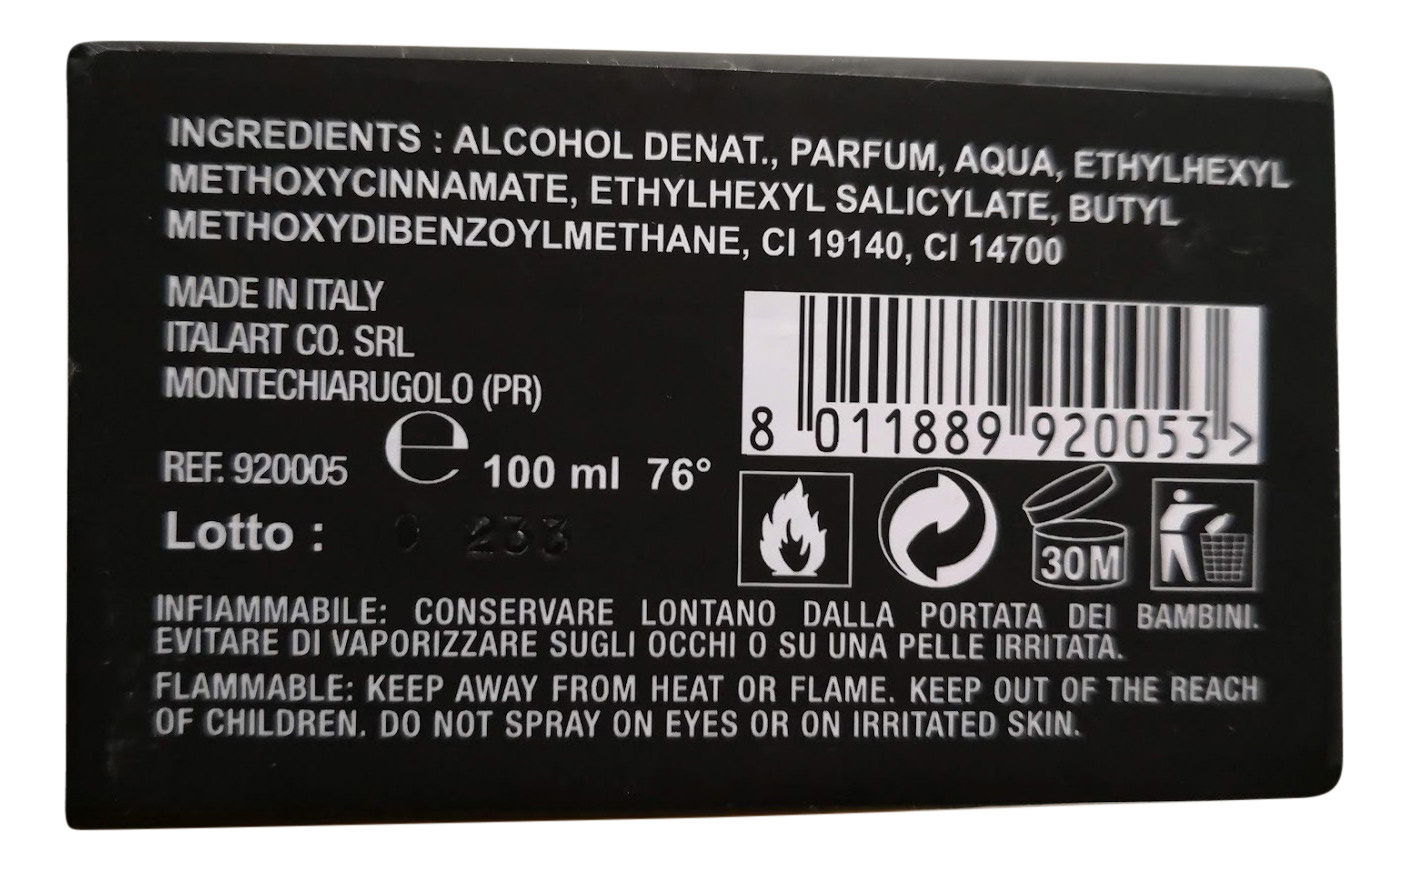 INGREDIENTS : ALCOHOL DENAT., PARFUM, AQUA, ETHYLHEXYL
METHOXYCINNAMATE, ETHYLHEXYL SALICYLATE, BUTYL
METHOXYDIBENZOYLMETHANE, CI 19140, CI 14700
MADE IN ITALY
ITALART CO. SRL
MONTECHIARUGOLO (PR)
8 011889 920053 >
REF. 920005 e 100 ml 76°
30M
Lotto : 0 233
INFIAMMABILE: CONSERVARE LONTANO DALLA PORTATA DEI BAMBINI.
EVITARE DI VAPORIZZARE SUGLI OCCHI O SU UNA PELLE IRRITATA.
FLAMMABLE: KEEP AWAY FROM HEAT OR FLAME. KEEP OUT OF THE REACH
OF CHILDREN. DO NOT SPRAY ON EYES OR ON IRRITATED SKIN.